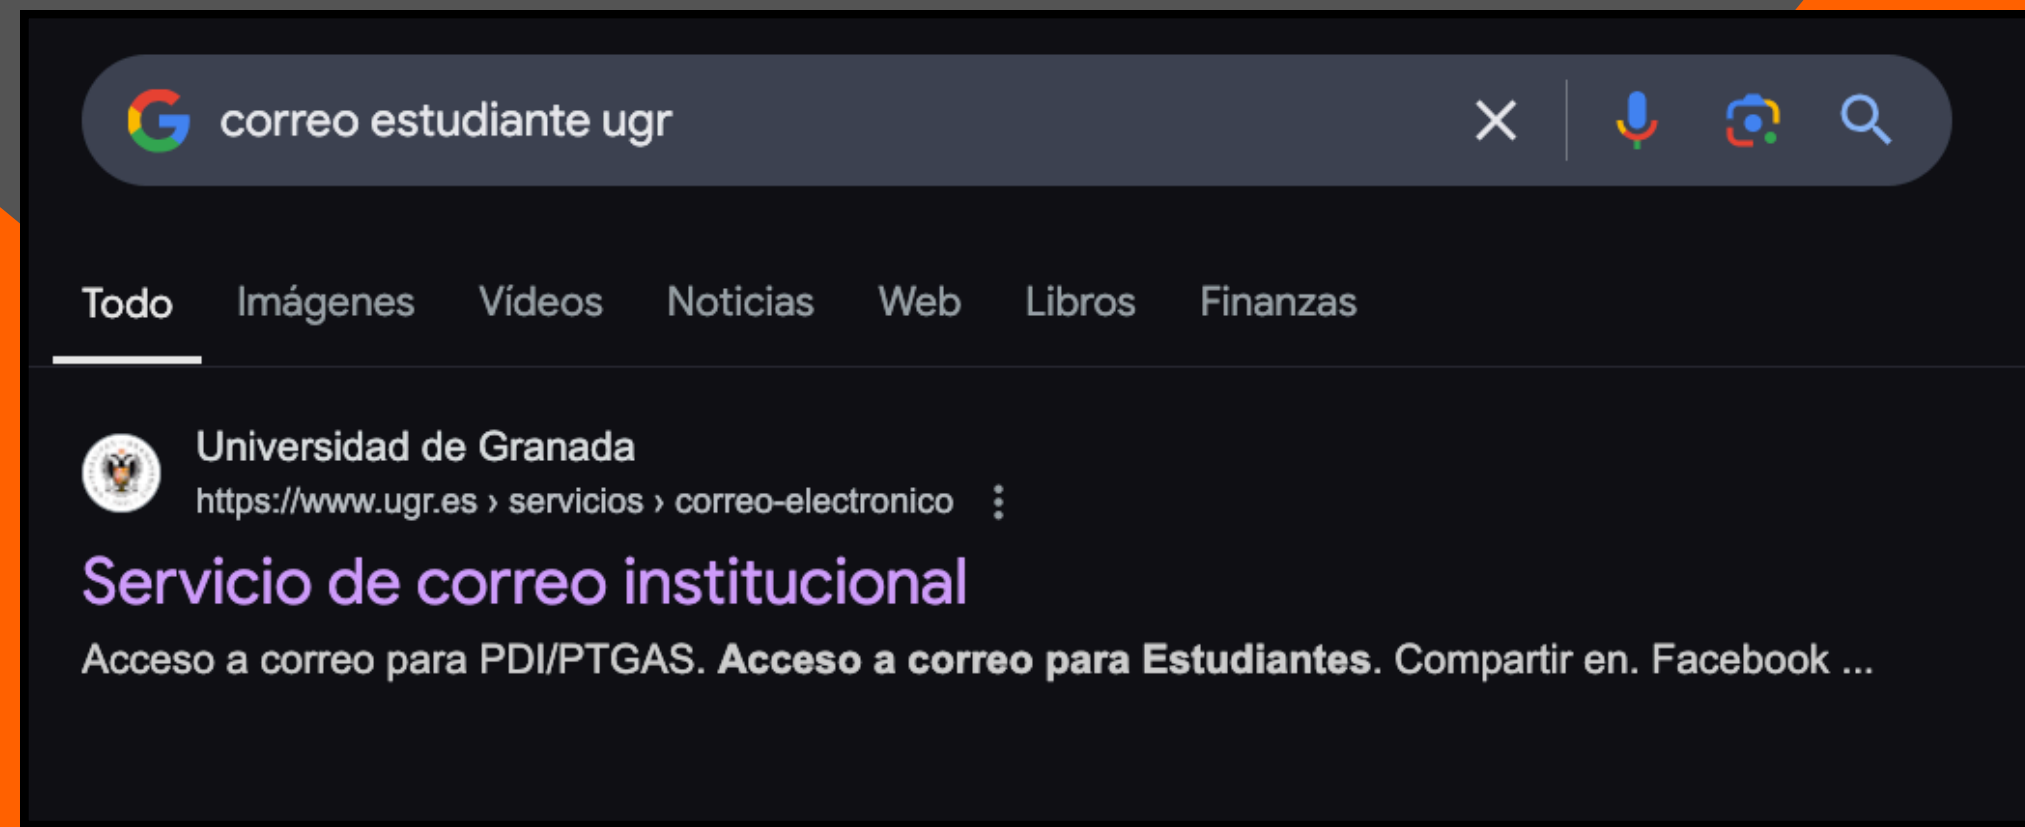 correo estudiante ugr
Todo Imágenes Vídeos Noticias Web Libros Finanzas
Universidad de Granada
https://www.ugr.es › servicios › correo-electronico
Servicio de correo institucional
Acceso a correo para PDI/PTGAS. Acceso a correo para Estudiantes. Compartir en. Facebook ...